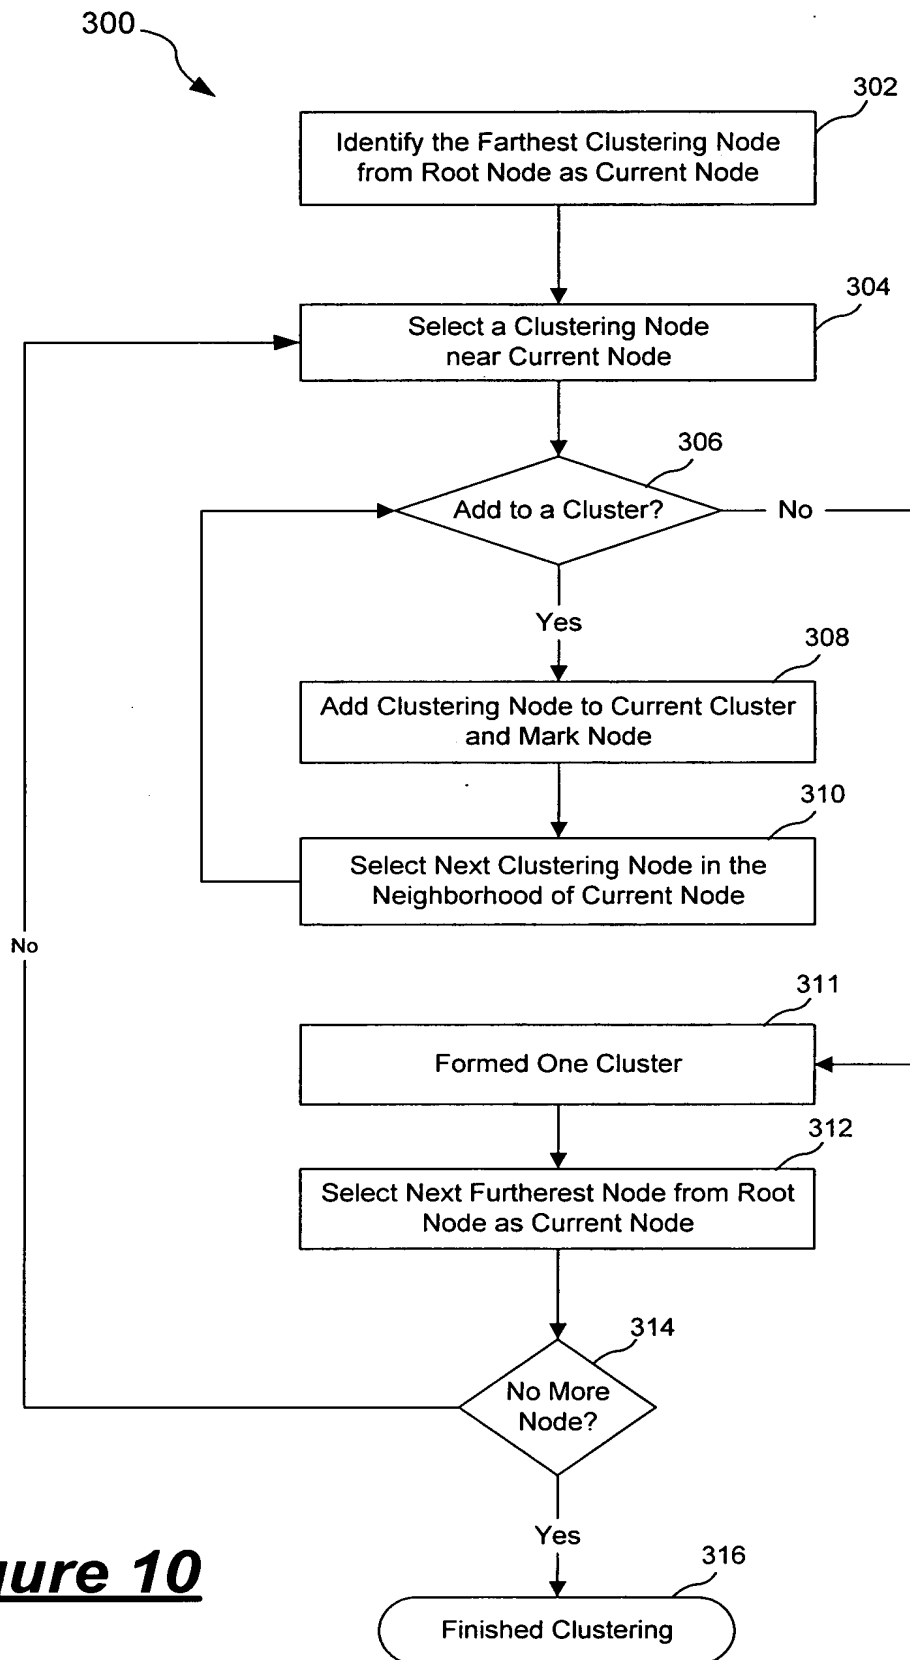 300
302
Identify the Farthest Clustering Node
from Root Node as Current Node
304
Select a Clustering Node
near Current Node
306
Add to a Cluster?
No
Yes
308
Add Clustering Node to Current Cluster
and Mark Node
310
Select Next Clustering Node in the
Neighborhood of Current Node
No
311
Formed One Cluster
312
Select Next Furtherest Node from Root
Node as Current Node
314
No More
Node?
Yes
gure 10
316
Finished Clustering